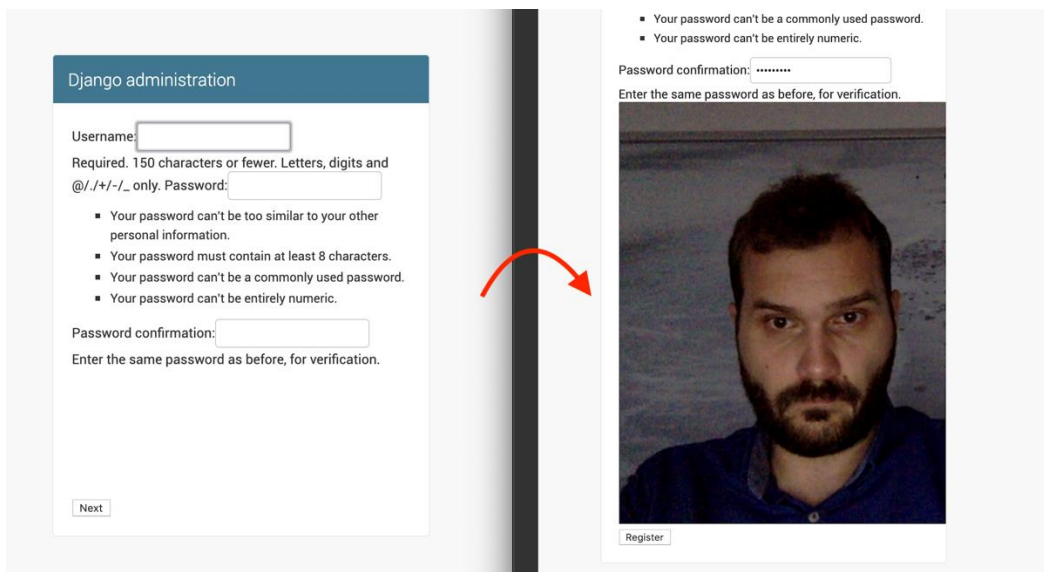 Django administration
Username:
Required. 150 characters or fewer. Letters, digits and
@/./+/-/_ only. Password:
Your password can't be too similar to your other
personal information.
Your password must contain at least 8 characters.
Your password can't be a commonly used password.
Your password can't be entirely numeric.
Password confirmation:
Enter the same password as before, for verification.
Next
Your password can't be a commonly used password.
Your password can't be entirely numeric.
Password confirmation: •••••••••
Enter the same password as before, for verification.
Register